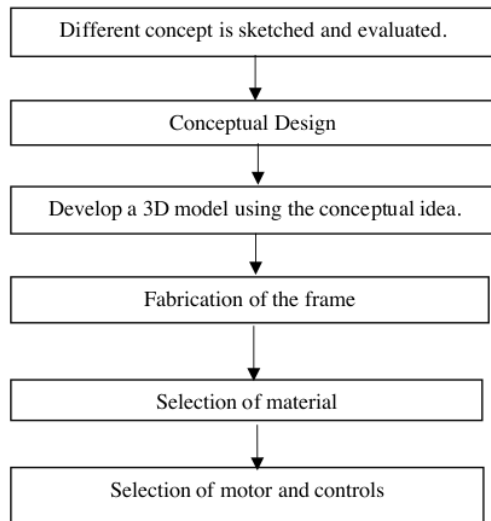 Different concept is sketched and evaluated.
Conceptual Design
Develop a 3D model using the conceptual idea.
Fabrication of the frame
Selection of material
Selection of motor and controls